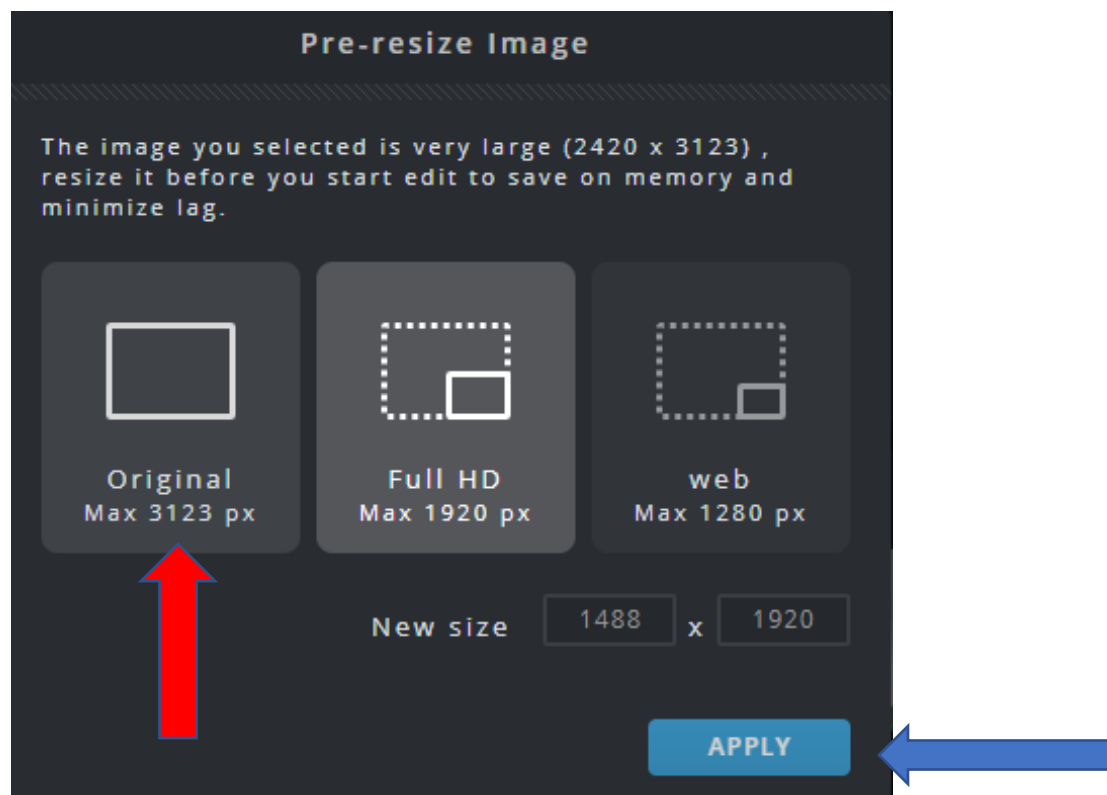 Pre-resize Image
The image you selected is very large (2420 x 3123) ,
resize it before you start edit to save on memory and
minimize lag.
Original
Max 3123 px
Full HD
Max 1920 px
web
Max 1280 px
New size 1488 x 1920
APPLY